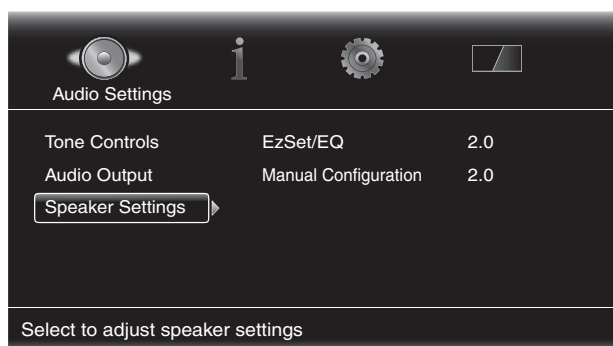 Audio Settings
Tone Controls EzSet/EQ 2.0
Audio Output Manual Configuration 2.0
Speaker Settings
Select to adjust speaker settings